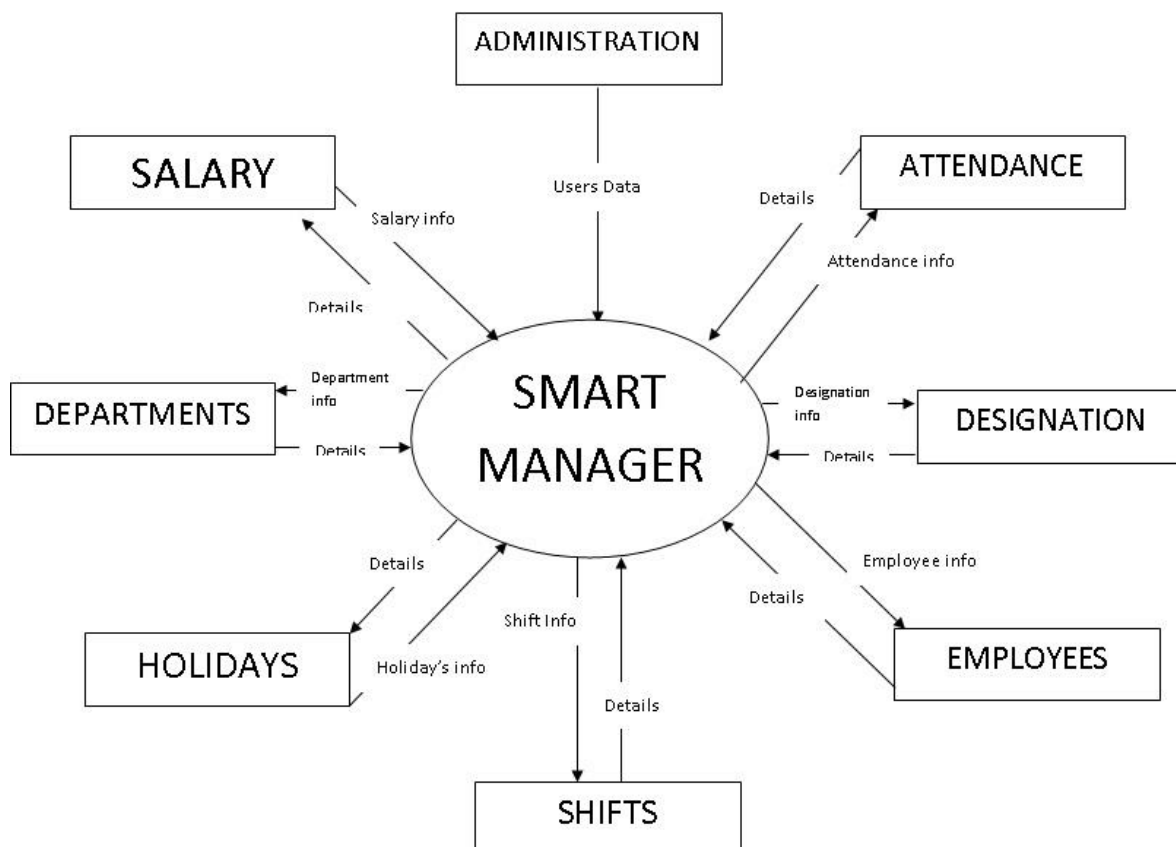 ADMINISTRATION
SALARY
ATTENDANCE
Users Data
Salary info
Details
Attendance info
Details
SMART
MANAGER
Department
info
DEPARTMENTS
Details
Designation
info
DESIGNATION
Details
Details
Holiday's info
HOLIDAYS
Shift Info
Details
SHIFTS
Employee info
Details
EMPLOYEES